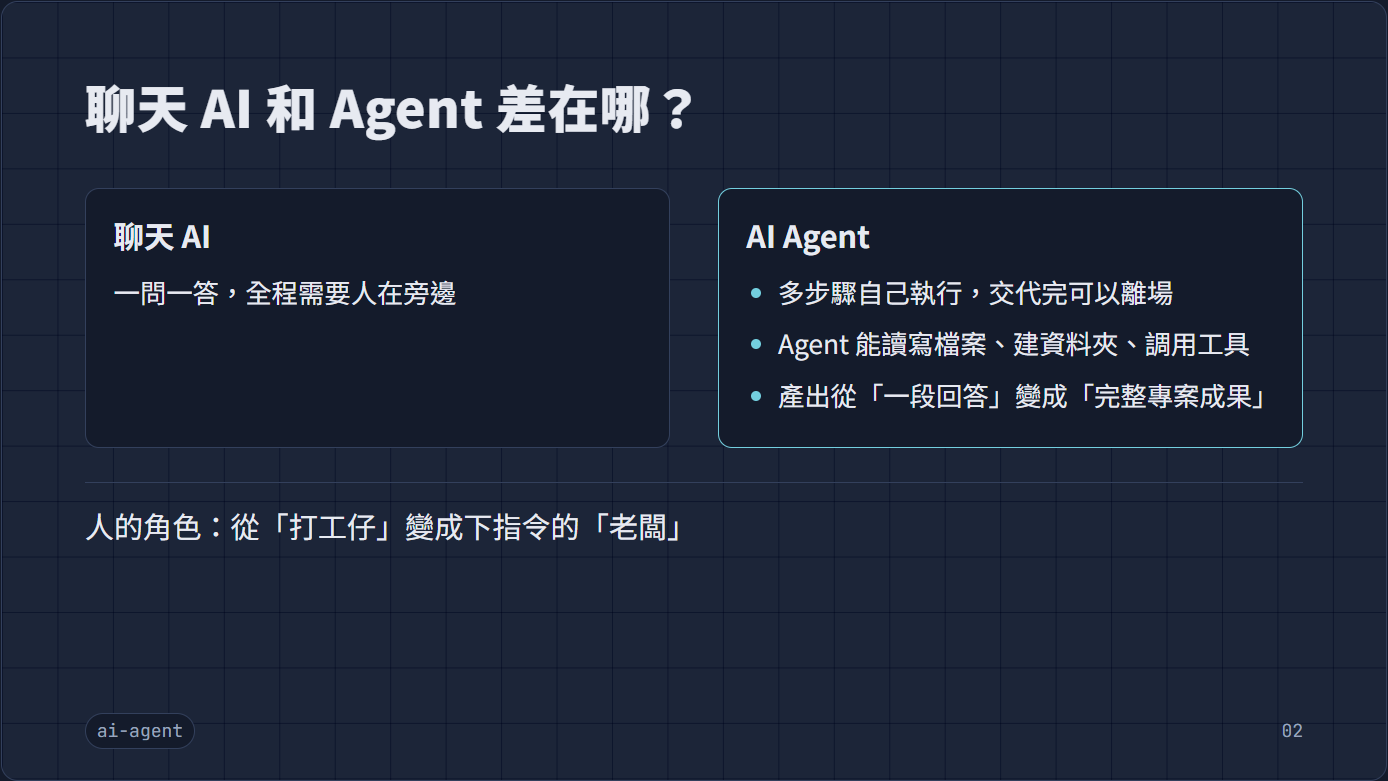 聊天 AI 和 Agent 差在哪？
聊天 AI
一問一答，全程需要人在旁邊
AI Agent
多步驟自己執行，交代完可以離場
Agent 能讀寫檔案、建資料夾、調用工具
產出從「一段回答」變成「完整專案成果」
人的角色：從「打工仔」變成下指令的「老闆」
ai-agent
02